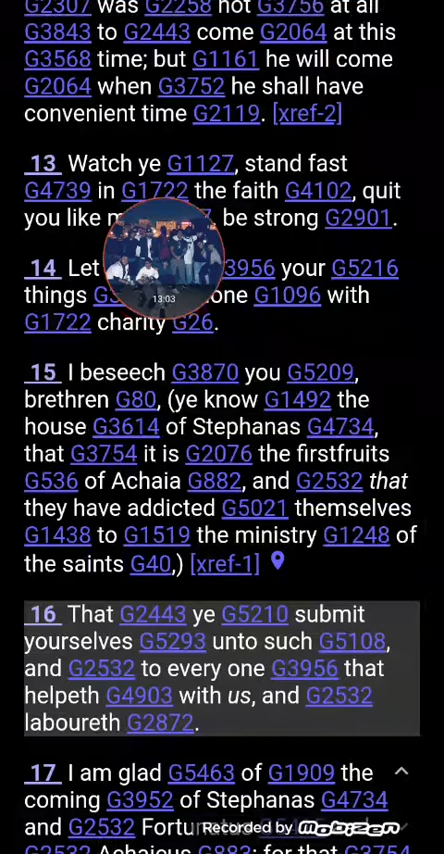 G2307 was G2258 not G3756 at all
G3843 to G2443 come G2064 at this
G3568 time; but G1161 he will come
G2064 when G3752 he shall have
convenient time G2119. [xref-2]
13 Watch ye G1127, stand fast
G4739 in G1722 the faith G4102, quit
you like be strong G2901.
14 Let 3956 your G5216
things one G1096 with
G1722 charity G26.
13:03
15 I beseech G3870 you G5209,
brethren G80, (ye know G1492 the
house G3614 of Stephanas G4734,
that G3754 it is G2076 the firstfruits
G536 of Achaia G882, and G2532 that
they have addicted G5021 themselves
G1438 to G1519 the ministry G1248 of
the saints G40,) [xref-1]
16 That G2443 ye G5210 submit
yourselves G5293 unto such G5108,
and G2532 to every one G3956 that
helpeth G4903 with us, and G2532
laboureth G2872.
17 I am glad G5463 of G1909 the
coming G3952 of Stephanas G4734
and G2532
Recorded by Mobizen
G2532 Achaicus G883: for that G3754